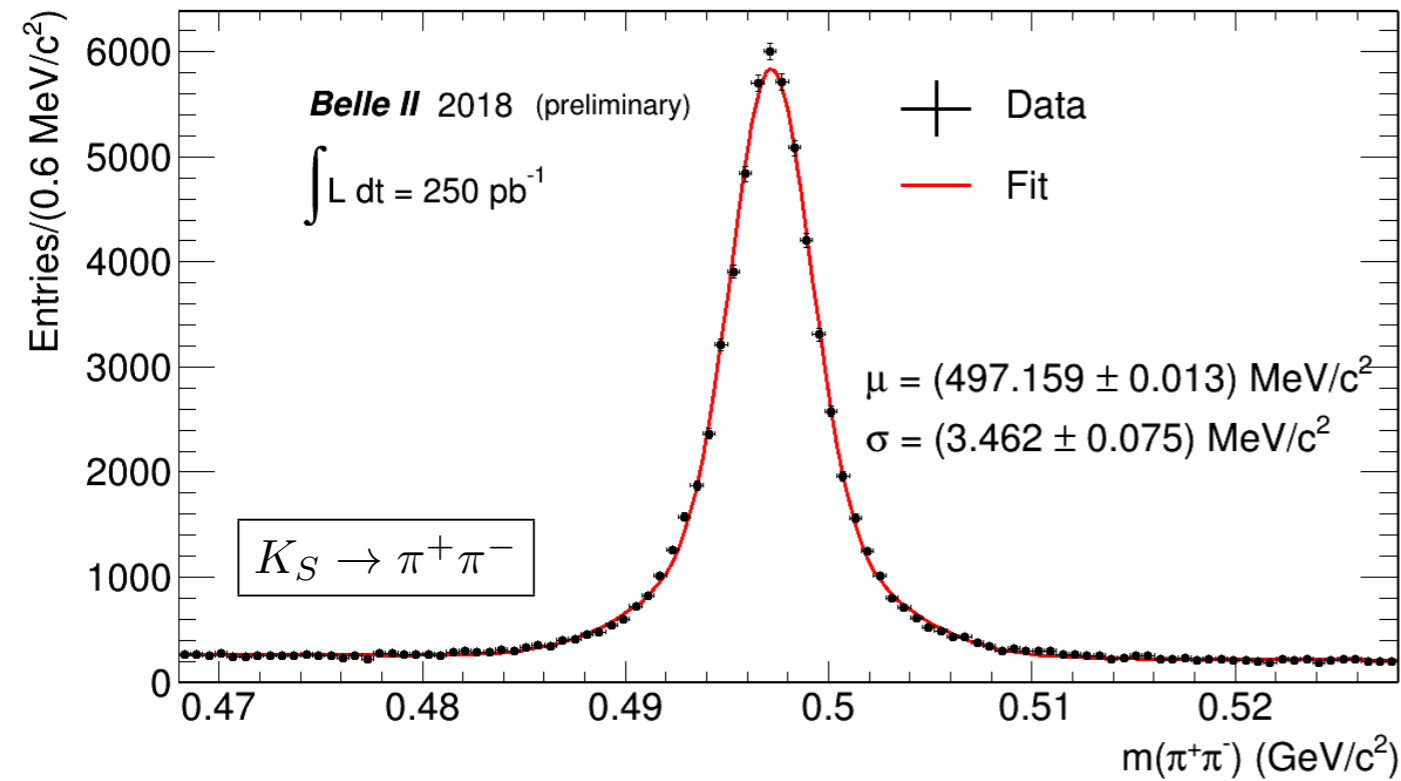 Entries/(0.6 MeV/c²)
6000
5000
4000
3000
2000
1000
0
Belle II 2018 (preliminary)
∫L dt = 250 pb⁻¹
Data
Fit
μ = (497.159 ± 0.013) MeV/c²
σ = (3.462 ± 0.075) MeV/c²
K_S → π⁺π⁻
0.47 0.48 0.49 0.5 0.51 0.52
m(π⁺π⁻) (GeV/c²)